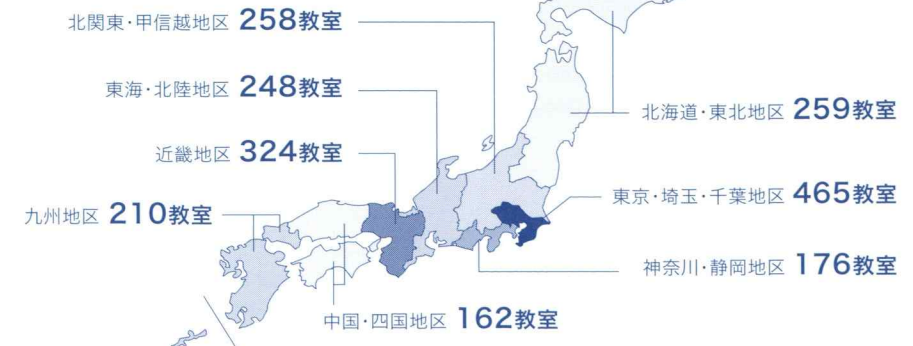 北関東・甲信越地区 258教室
東海・北陸地区 248教室
近畿地区 324教室
九州地区 210教室
北海道・東北地区 259教室
東京・埼玉・千葉地区 465教室
神奈川・静岡地区 176教室
中国・四国地区 162教室